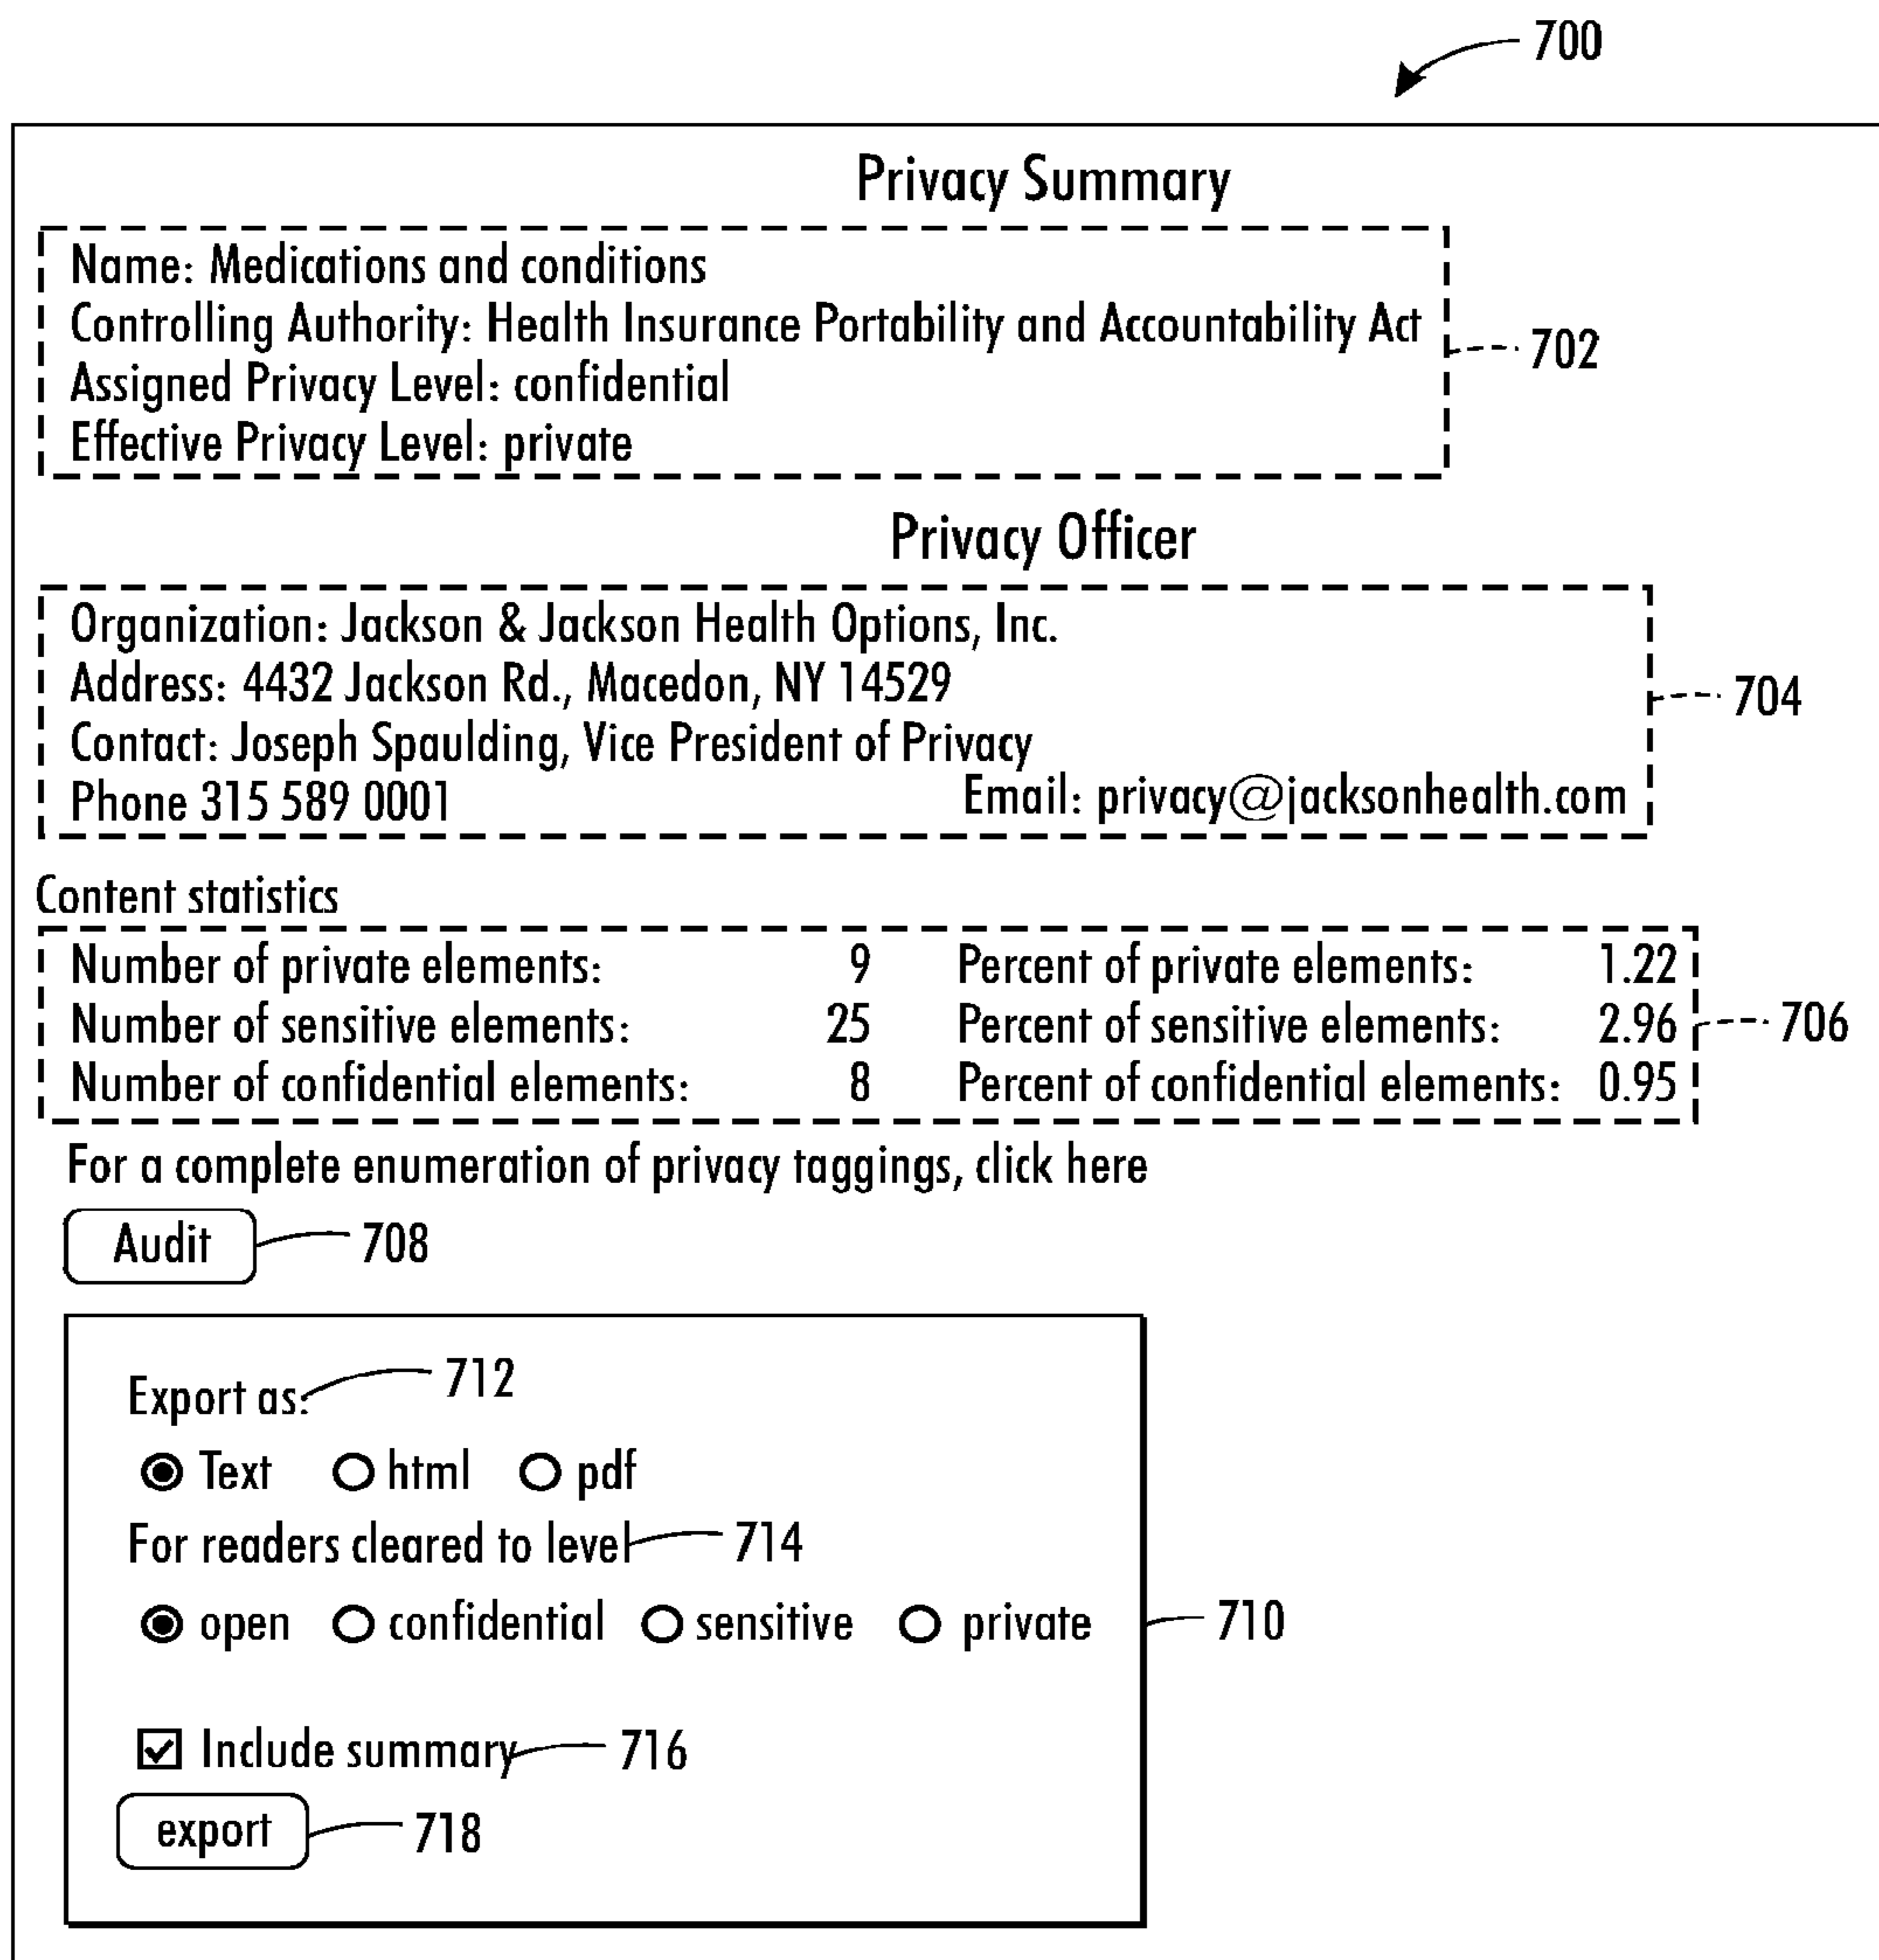 700
Privacy Summary
Name: Medications and conditions
Controlling Authority: Health Insurance Portability and Accountability Act
702
Assigned Privacy Level: confidential
Effective Privacy Level: private
Privacy Officer
Organization: Jackson & Jackson Health Options, Inc.
Address: 4432 Jackson Rd., Macedon, NY 14529
704
Contact: Joseph Spaulding, Vice President of Privacy
Phone 315 589 0001 Email: privacy@jacksonhealth.com
Content statistics
Number of private elements: 9 Percent of private elements: 1.22
Number of sensitive elements: 25 Percent of sensitive elements: 2.96
706
Number of confidential elements: 8 Percent of confidential elements: 0.95
For a complete enumeration of privacy taggings, click here
Audit 708
Export as: 712
Text html pdf
For readers cleared to level 714
open confidential sensitive private
710
Include summary 716
export 718